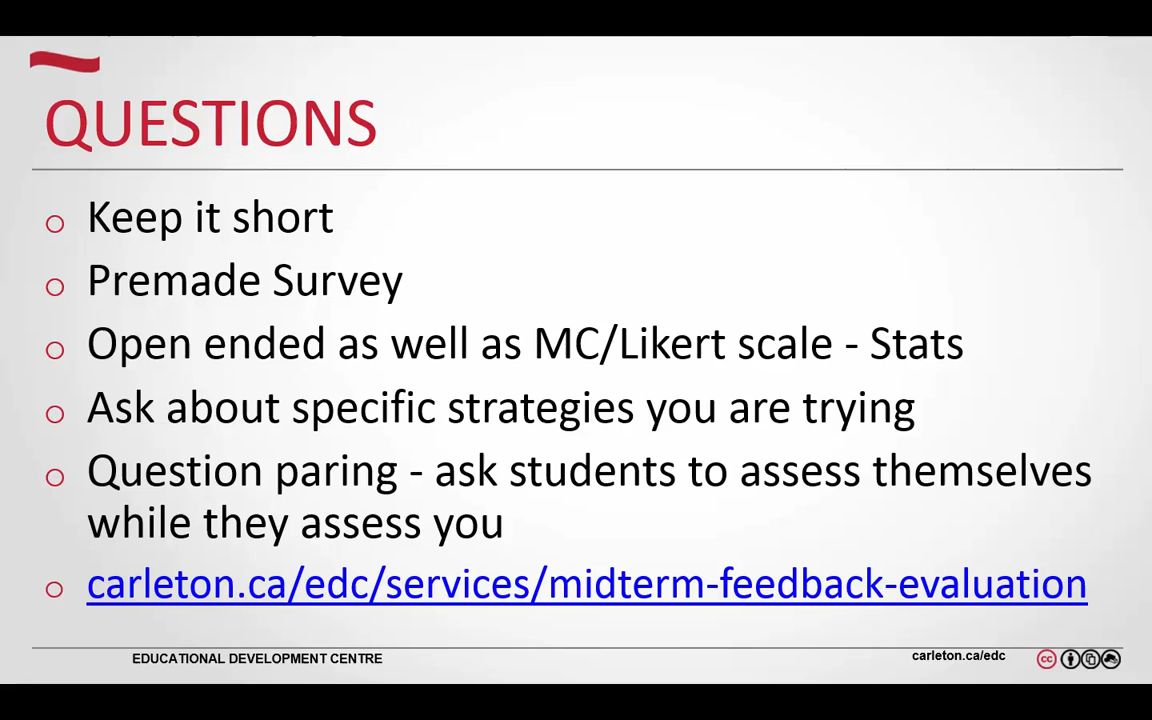 QUESTIONS
Keep it short
Premade Survey
Open ended as well as MC/Likert scale - Stats
Ask about specific strategies you are trying
Question paring - ask students to assess themselves
while they assess you
carleton.ca/edc/services/midterm-feedback-evaluation
EDUCATIONAL DEVELOPMENT CENTRE
carleton.ca/edc
cc